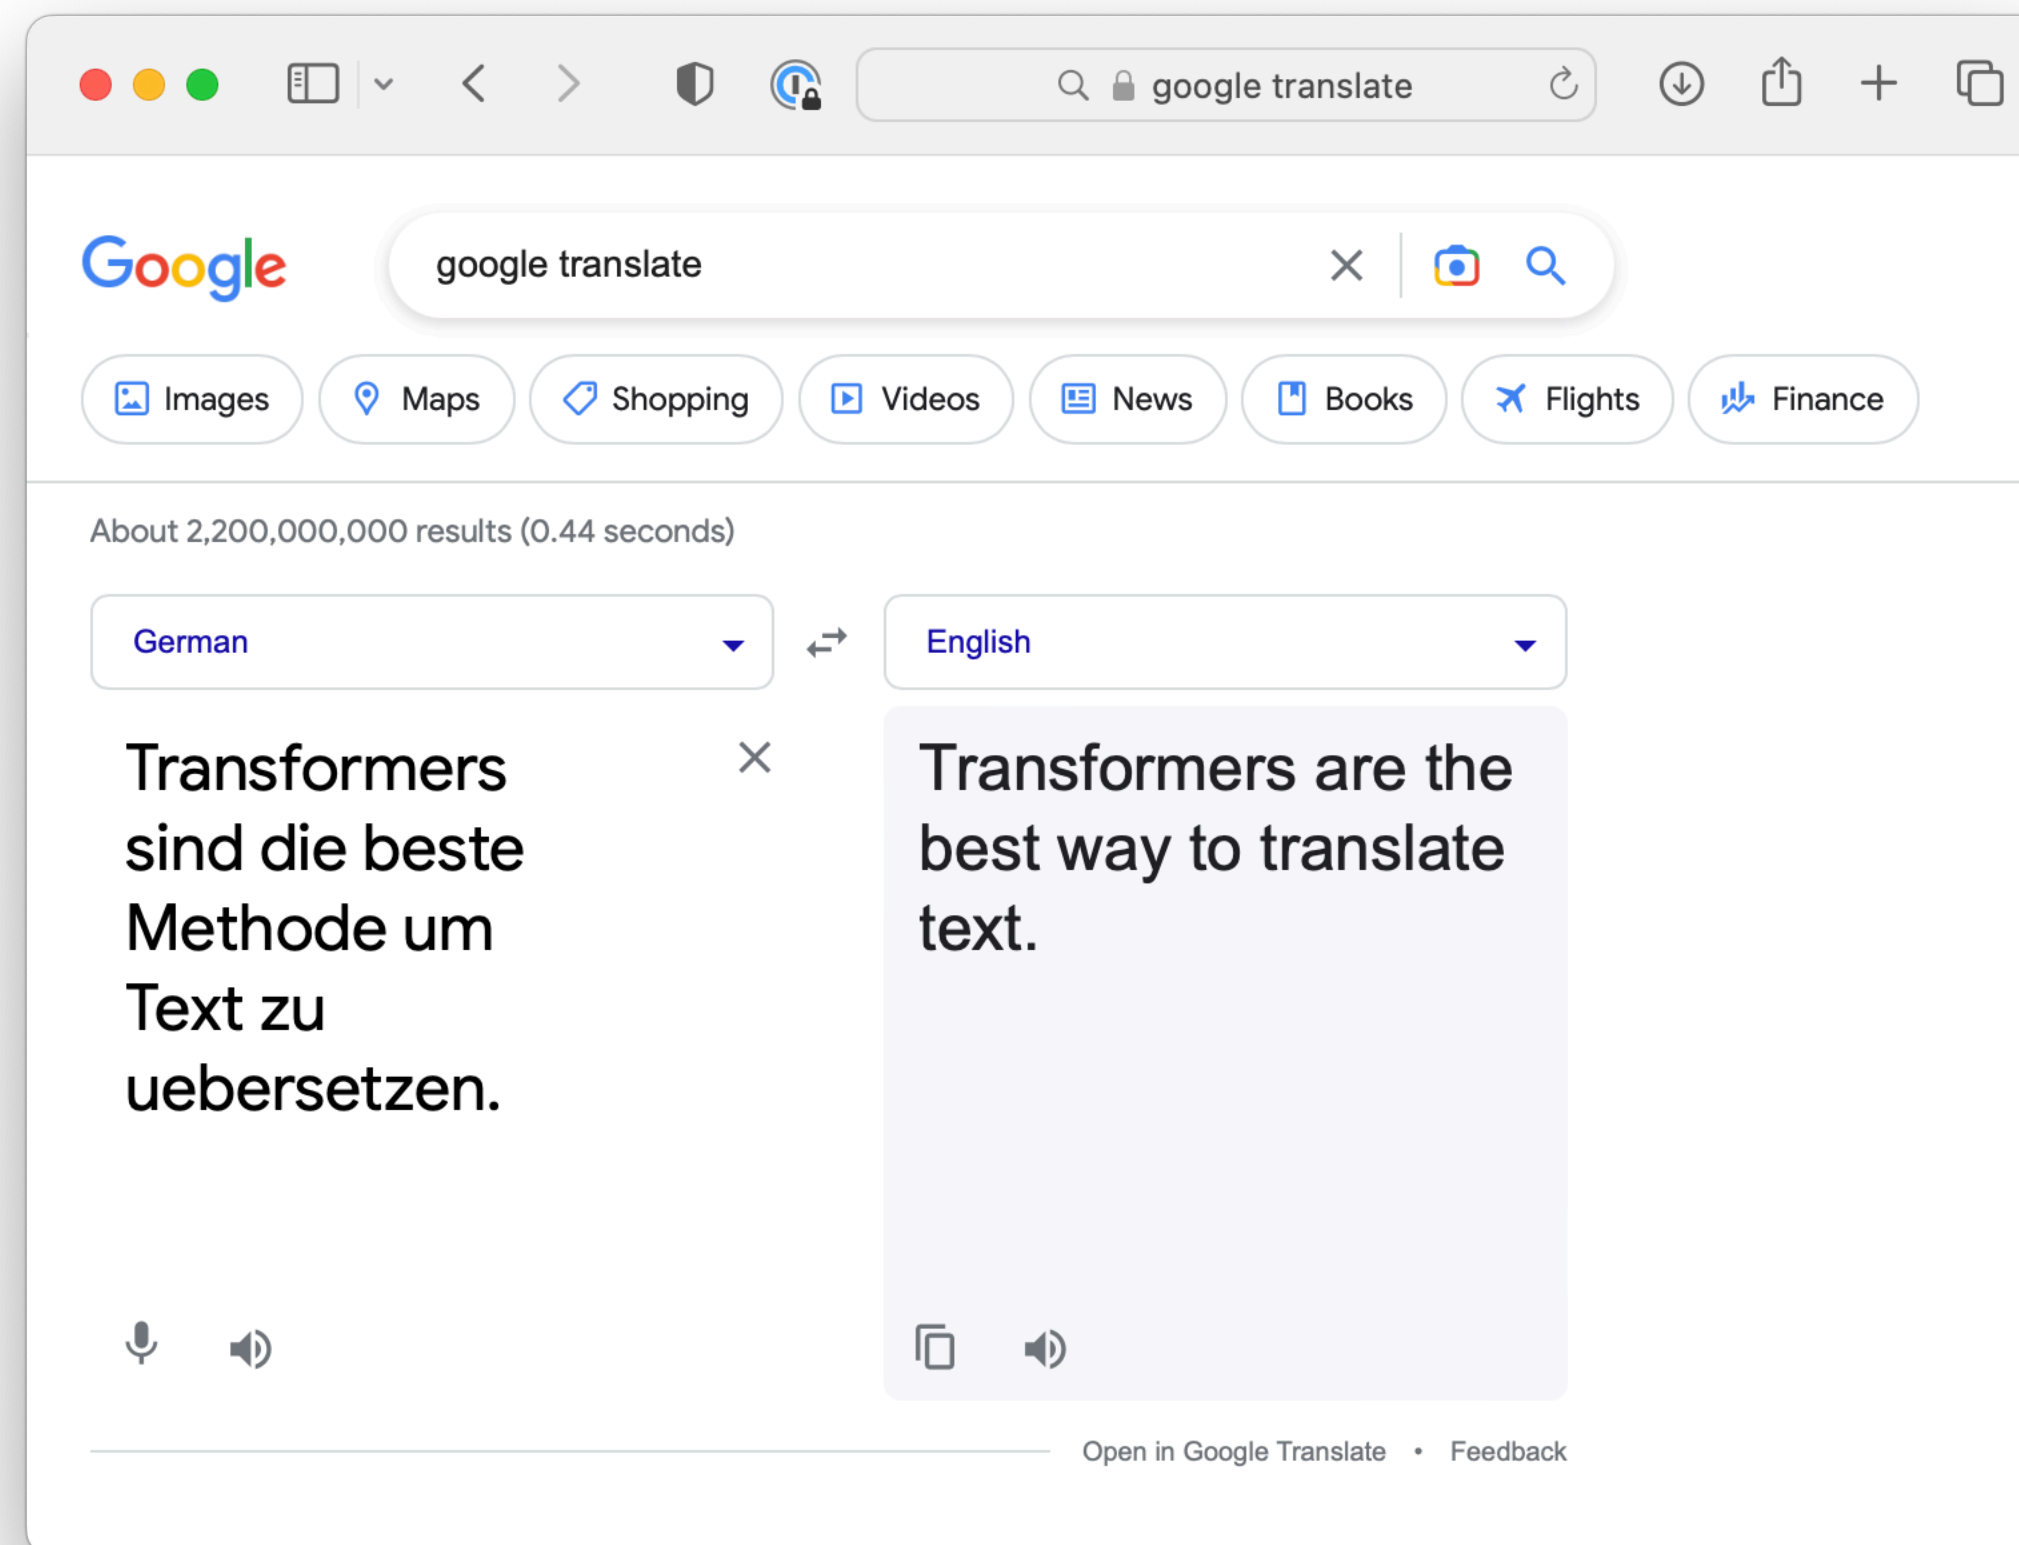 google translate
Google
google translate
Images Maps Shopping Videos News Books Flights Finance
About 2,200,000,000 results (0.44 seconds)
German
English
Transformers
sind die beste
Methode um
Text zu
uebersetzen.
Transformers are the
best way to translate
text.
Open in Google Translate • Feedback